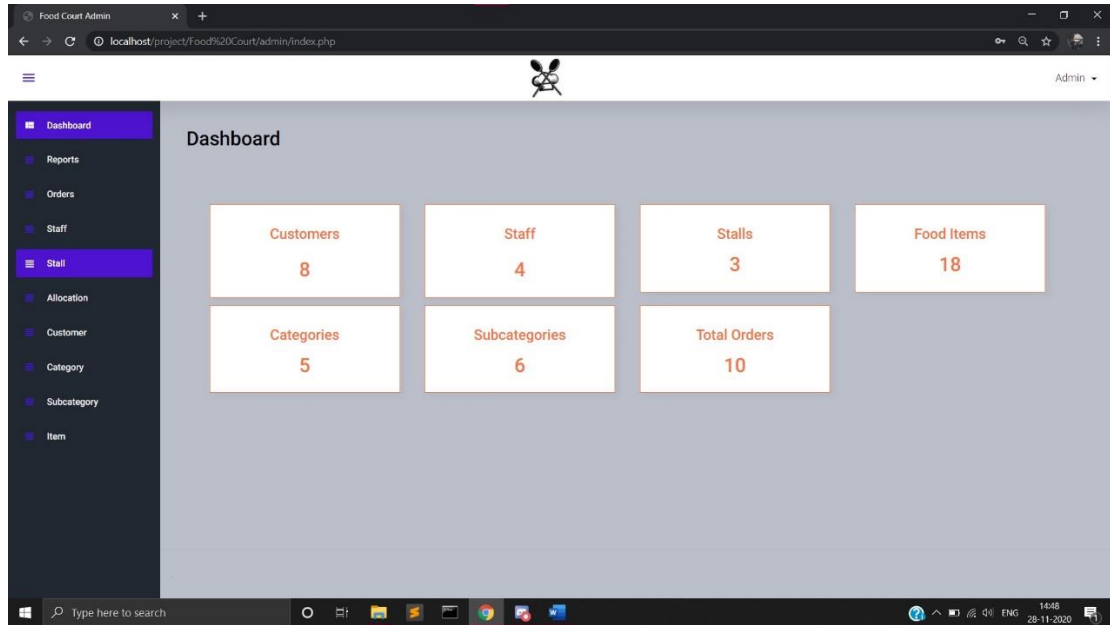 Food Court Admin
localhost/project/Food%20Court/admin/index.php
Admin
Dashboard
Reports
Orders
Staff
Stall
Allocation
Customer
Category
Subcategory
Item
Dashboard
Customers
8
Staff
4
Stalls
3
Food Items
18
Categories
5
Subcategories
6
Total Orders
10
Type here to search
ENG
14:48
28-11-2020